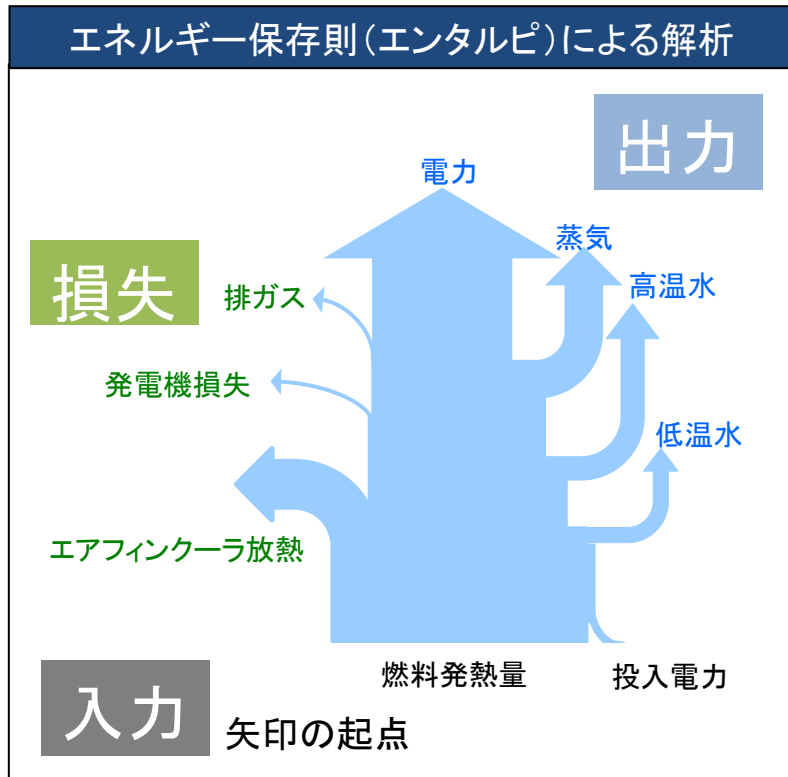 エネルギー保存則(エンタルピ)による解析
出力
電力
蒸気
損失
排ガス
高温水
発電機損失
低温水
エアフィンクーラ放熱
燃料発熱量
投入電力
入力
矢印の起点